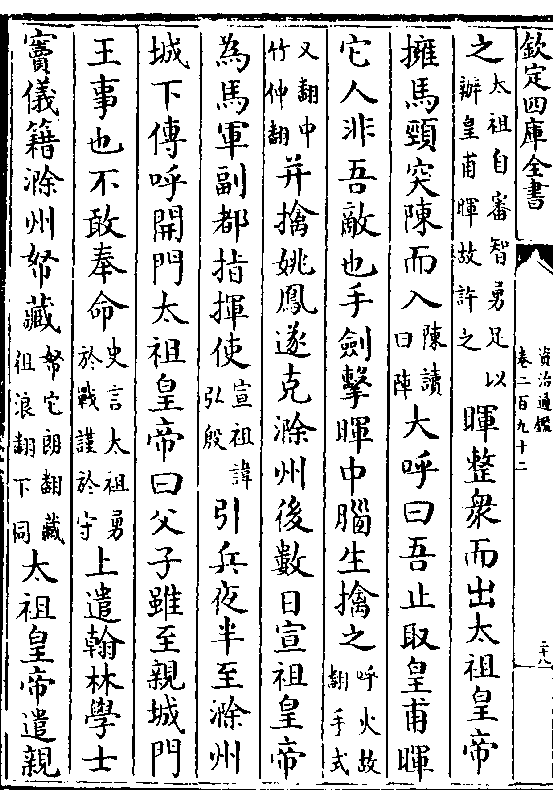 欽定四庫全書
資治通鑑
卷二百九十二
二十八
之太祖自審智勇足以辦皇甫暉故許之暉整衆而出太祖皇帝
擁馬頸突陳而入陳讀曰陣大呼曰吾止取皇甫暉
它人非吾敵也手劍擊暉中腦生擒之呼火故翻手式
又翻中竹仲翻并擒姚鳳遂克滁州後數日宣祖皇帝
為馬軍副都指揮使宣祖諱弘殷引兵夜半至滁州
城下傳呼開門太祖皇帝曰父子雖至親城門
王事也不敢奉命史言太祖勇於戰謹於守上遣翰林學士
竇儀籍滁州帑藏帑它朗翻藏徂浪翻下同太祖皇帝遣親